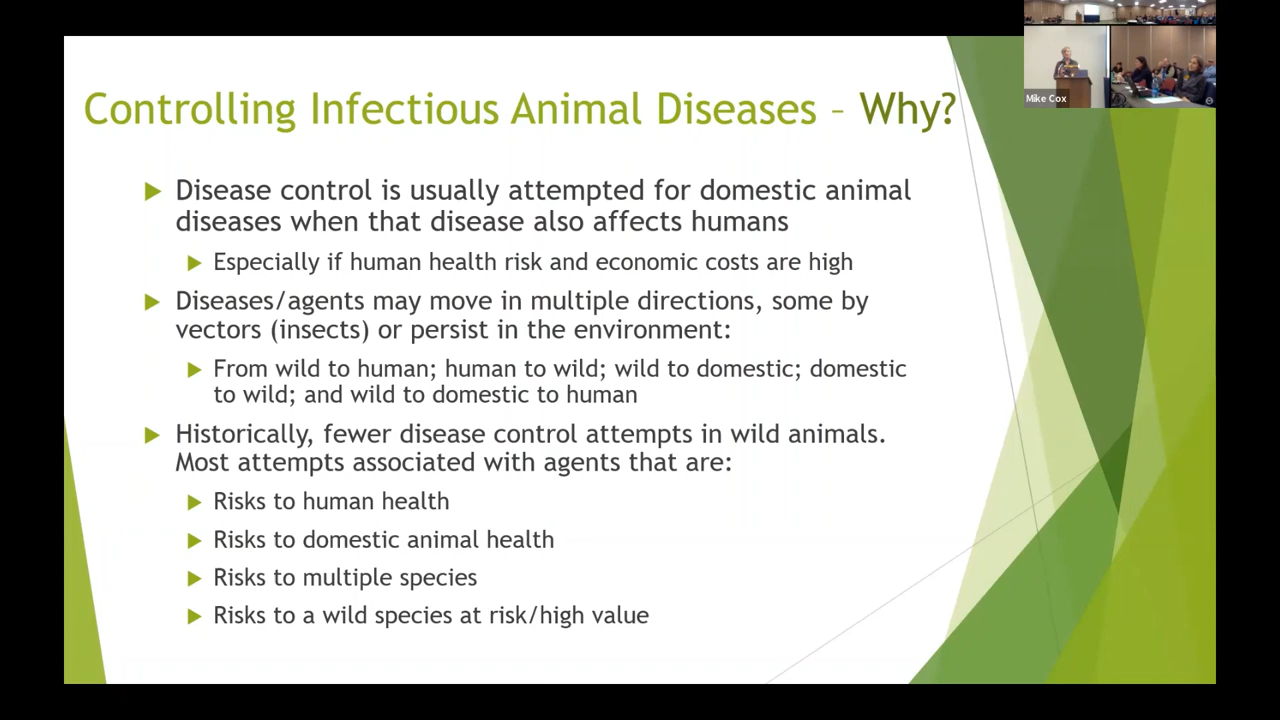 Controlling Infectious Animal Diseases – Why?
Disease control is usually attempted for domestic animal
diseases when that disease also affects humans
Especially if human health risk and economic costs are high
Diseases/agents may move in multiple directions, some by
vectors (insects) or persist in the environment:
From wild to human; human to wild; wild to domestic; domestic
to wild; and wild to domestic to human
Historically, fewer disease control attempts in wild animals.
Most attempts associated with agents that are:
Risks to human health
Risks to domestic animal health
Risks to multiple species
Risks to a wild species at risk/high value
Mike Cox